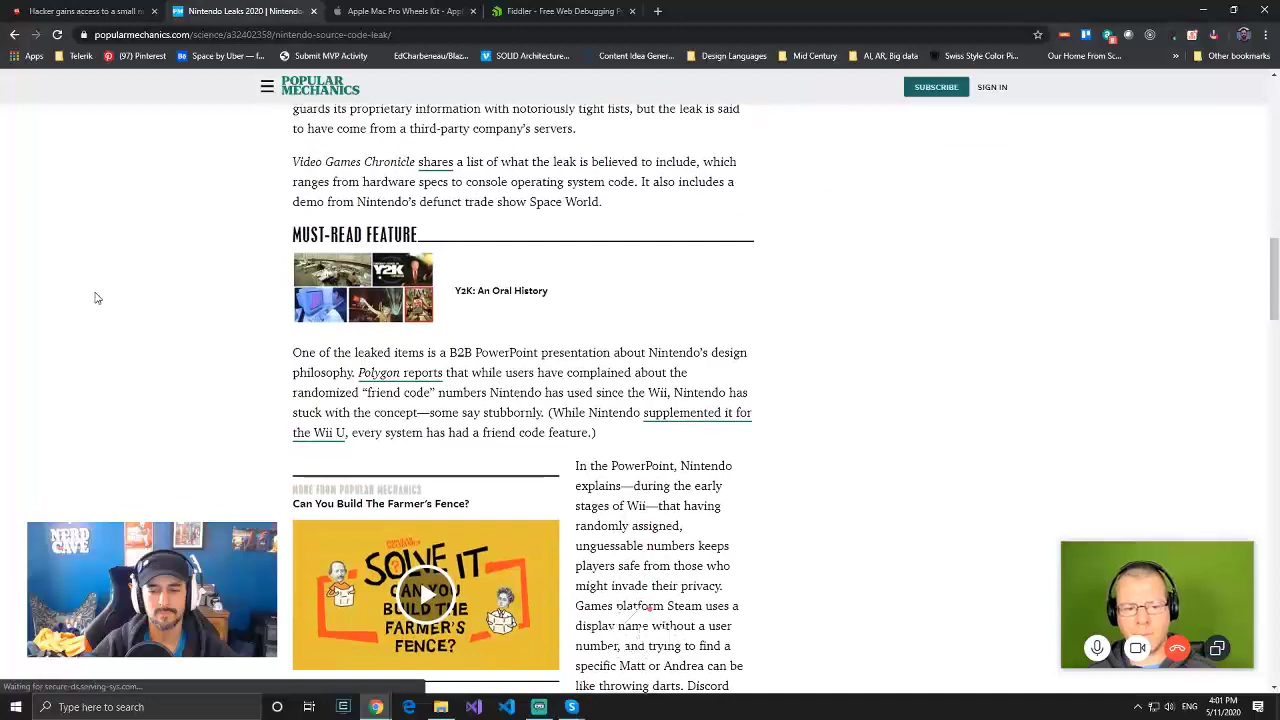 Hacker gains access to a small n
Nintendo Leaks 2020 | Nintendo
Apple Mac Pro Wheels Kit - Appl
Fiddler - Free Web Debugging P
popularmechanics.com/science/a32402358/nintendo-source-code-leak/
Apps
Telerik
(97) Pinterest
Space by Uber — f...
Submit MVP Activity
EdCharbeneau/Blaz...
SOLID Architecture...
Content Idea Gener...
Design Languages
Mid Century
AI, AR, Big data
Swiss Style Color Pi...
Our Home From Sc...
»
Other bookmarks
POPULAR
MECHANICS
SUBSCRIBE
SIGN IN
guards its proprietary information with notoriously tight fists, but the leak is said
to have come from a third-party company's servers.
Video Games Chronicle shares a list of what the leak is believed to include, which
ranges from hardware specs to console operating system code. It also includes a
demo from Nintendo's defunct trade show Space World.
MUST-READ FEATURE
Y2K
Y2K: An Oral History
One of the leaked items is a B2B PowerPoint presentation about Nintendo's design
philosophy. Polygon reports that while users have complained about the
randomized “friend code” numbers Nintendo has used since the Wii, Nintendo has
stuck with the concept—some say stubbornly. (While Nintendo supplemented it for
the Wii U, every system has had a friend code feature.)
MORE FROM POPULAR MECHANICS
Can You Build The Farmer's Fence?
SOLVE IT
CAN YOU
BUILD THE
FARMER'S
FENCE?
In the PowerPoint, Nintendo
explains—during the early
stages of Wii—that having
randomly assigned,
unguessable numbers keeps
players safe from those who
might invade their privacy.
Games platform Steam uses a
display name without a user
number, and trying to find a
specific Matt or Andrea can be
like throwing darts. Discord
NERD
CAVE
Waiting for secure-ds.serving-sys.com...
Type here to search
4:01 PM
5/11/2020